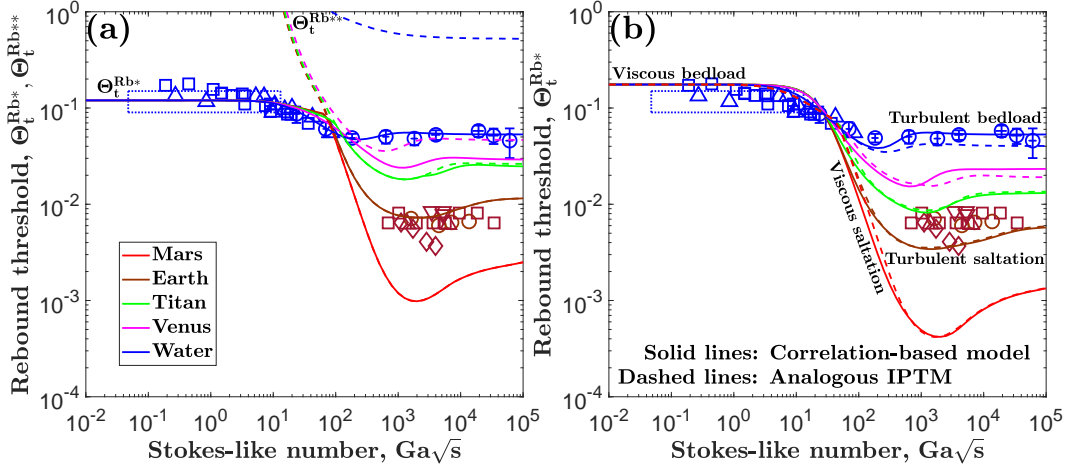 (a)
10^0
10^-1
10^-2
10^-3
10^-4
Rebound threshold, Θ_t^Rb*, Θ_t^Rb**
Θ_t^Rb**
Θ_t^Rb*
Mars
Earth
Titan
Venus
Water
10^-2 10^-1 10^0 10^1 10^2 10^3 10^4 10^5
Stokes-like number, Ga√s
(b)
10^0
10^-1
10^-2
10^-3
10^-4
Rebound threshold, Θ_t^Rb*
Viscous bedload
Turbulent bedload
Viscous saltation
Turbulent saltation
Solid lines: Correlation-based model
Dashed lines: Analogous IPTM
10^-2 10^-1 10^0 10^1 10^2 10^3 10^4 10^5
Stokes-like number, Ga√s